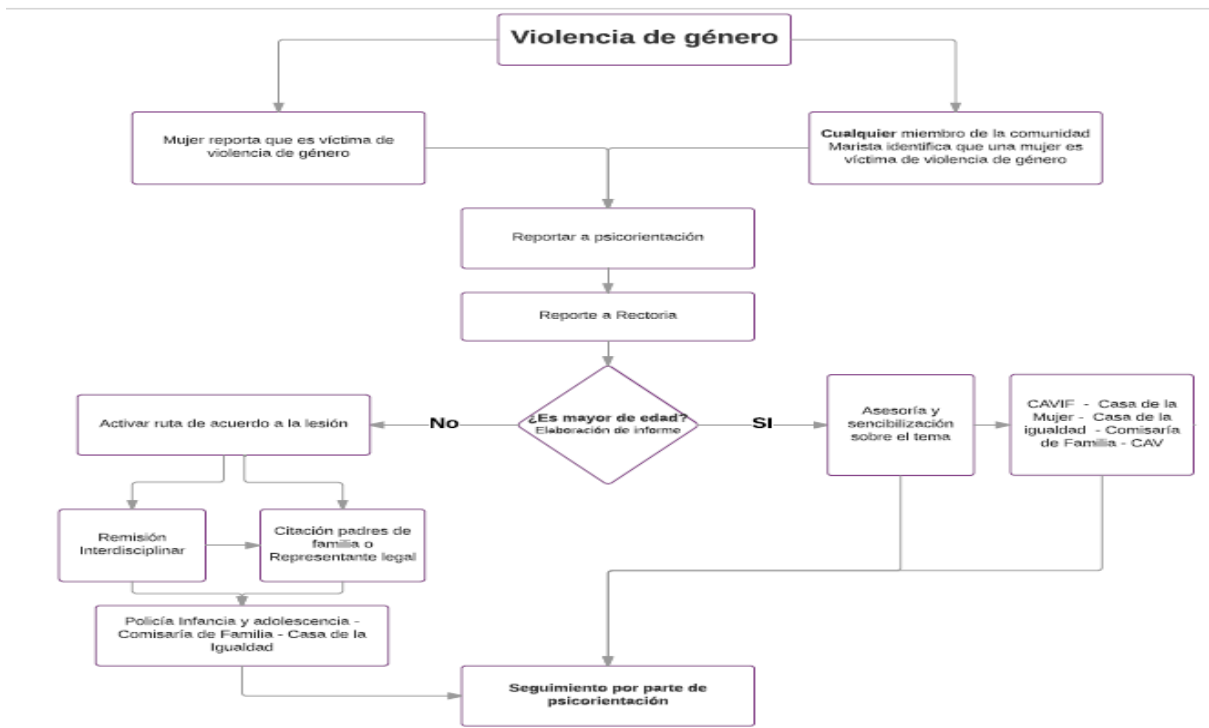 Violencia de género
Mujer reporta que es víctima de
violencia de género
Cualquier miembro de la comunidad
Marista identifica que una mujer es
víctima de violencia de género
Reportar a psicorientación
Reporte a Rectoria
¿Es mayor de edad?
Elaboración de informe
No
SI
Activar ruta de acuerdo a la lesión
Asesoría y
sencibilización
sobre el tema
CAVIF - Casa de la
Mujer - Casa de la
igualdad - Comisaría
de Familia - CAV
Remisión
Interdisciplinar
Citación padres de
familia o
Representante legal
Policía Infancia y adolescencia -
Comisaría de Familia - Casa de la
Igualdad
Seguimiento por parte de
psicorientación